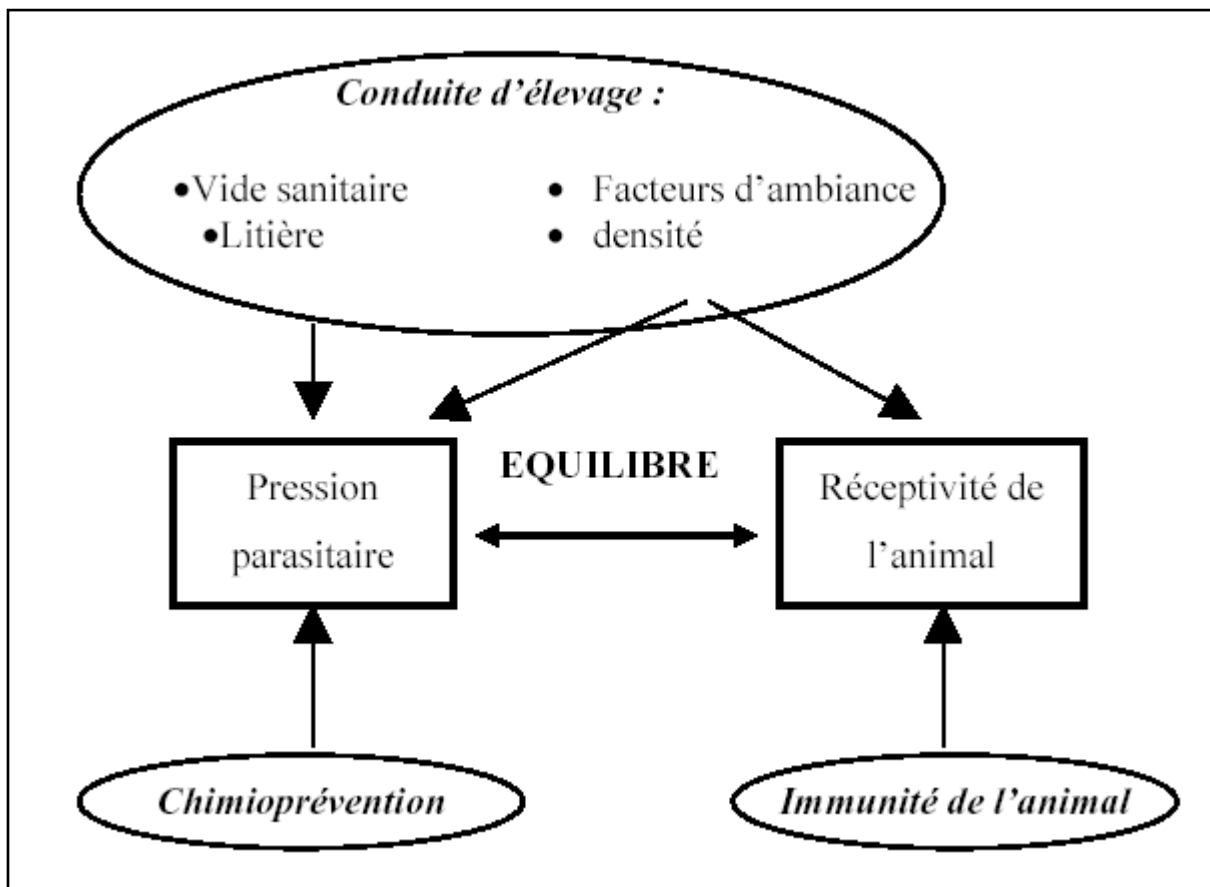 Conduite d'élevage :
•Vide sanitaire
•Litière
• Facteurs d'ambiance
• densité
EQUILIBRE
Pression
parasitaire
Réceptivité de
l'animal
Chimioprévention
Immunité de l'animal